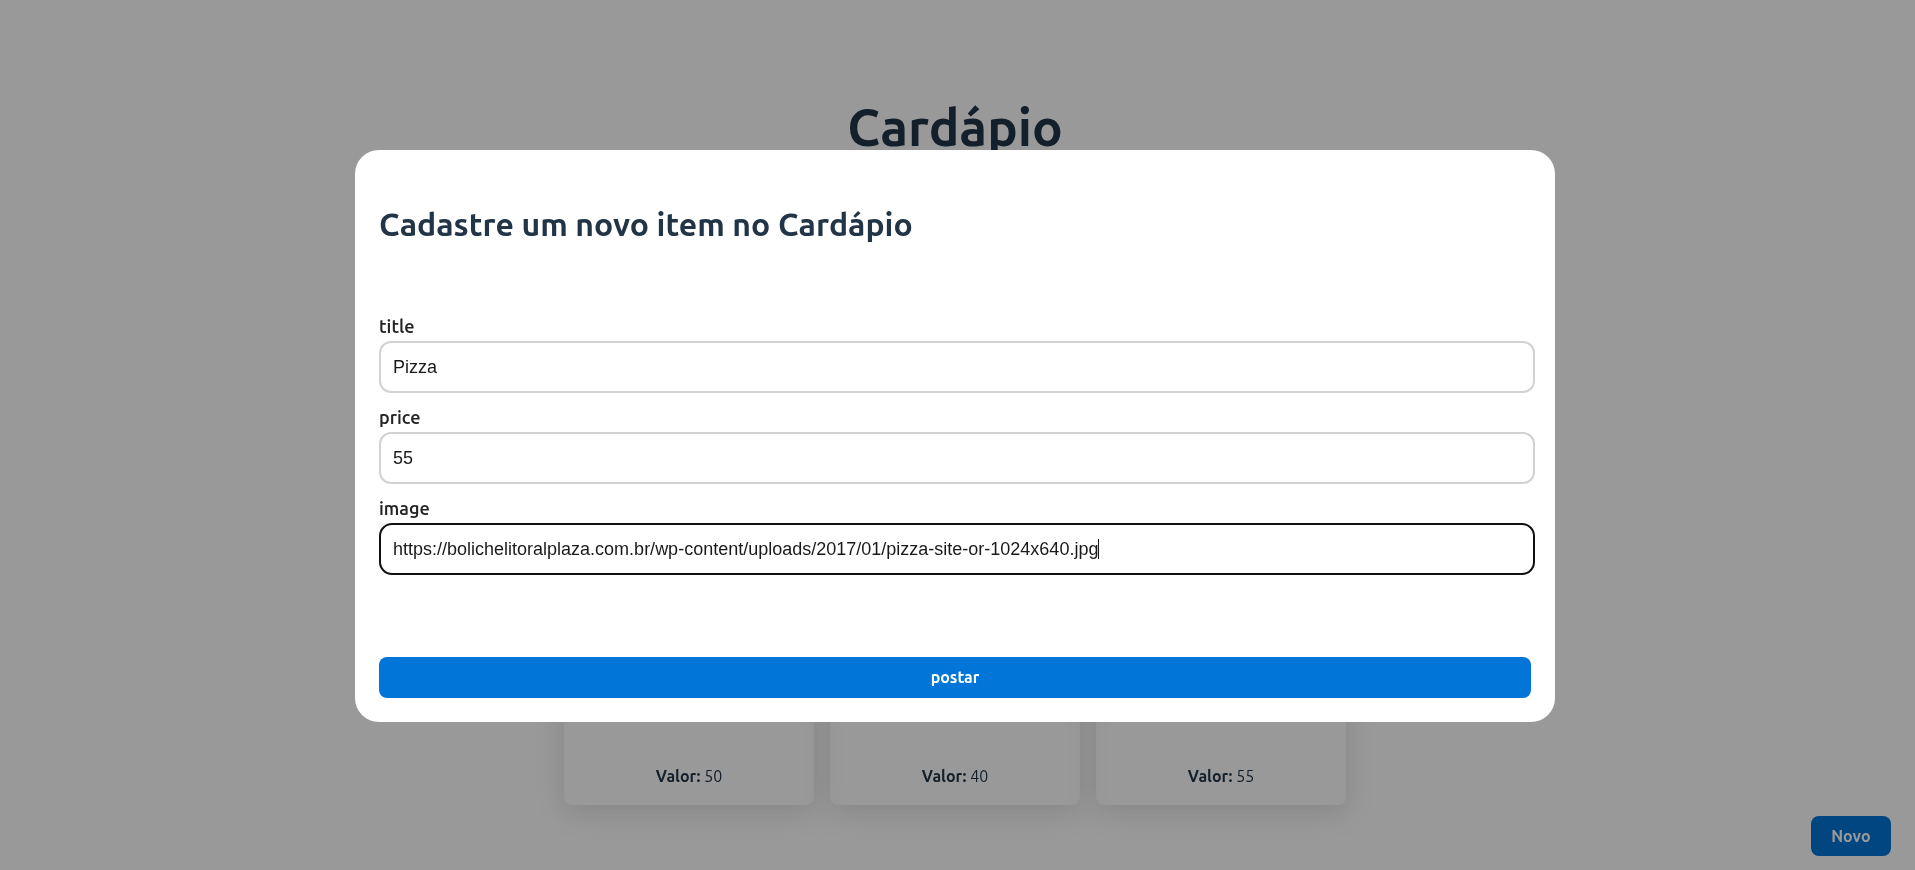 Cardápio
Cadastre um novo item no Cardápio
title
Pizza
price
55
image
https://bolichelitoralplaza.com.br/wp-content/uploads/2017/01/pizza-site-or-1024x640.jpg
postar
Valor: 50
Valor: 40
Valor: 55
Novo